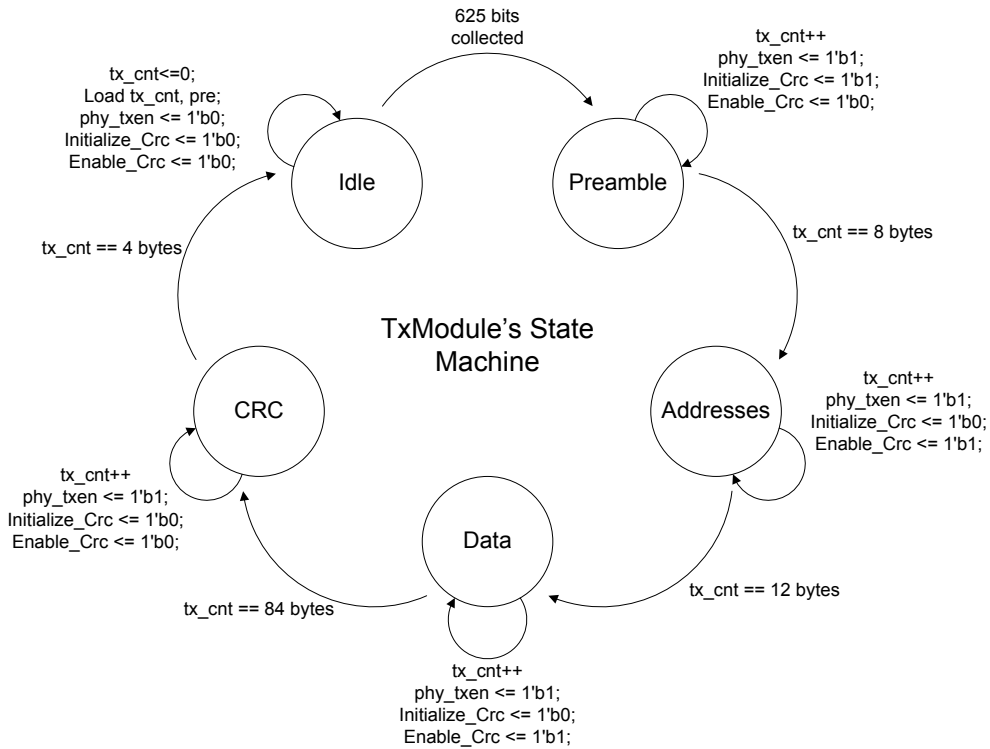 625 bits
collected
tx_cnt<=0;
Load tx_cnt, pre;
phy_txen <= 1'b0;
Initialize_Crc <= 1'b0;
Enable_Crc <= 1'b0;
tx_cnt++
phy_txen <= 1'b1;
Initialize_Crc <= 1'b1;
Enable_Crc <= 1'b0;
Idle
Preamble
tx_cnt == 4 bytes
tx_cnt == 8 bytes
TxModule's State
Machine
CRC
Addresses
tx_cnt++
phy_txen <= 1'b1;
Initialize_Crc <= 1'b0;
Enable_Crc <= 1'b1;
tx_cnt++
phy_txen <= 1'b1;
Initialize_Crc <= 1'b0;
Enable_Crc <= 1'b0;
Data
tx_cnt == 84 bytes
tx_cnt == 12 bytes
tx_cnt++
phy_txen <= 1'b1;
Initialize_Crc <= 1'b0;
Enable_Crc <= 1'b1;